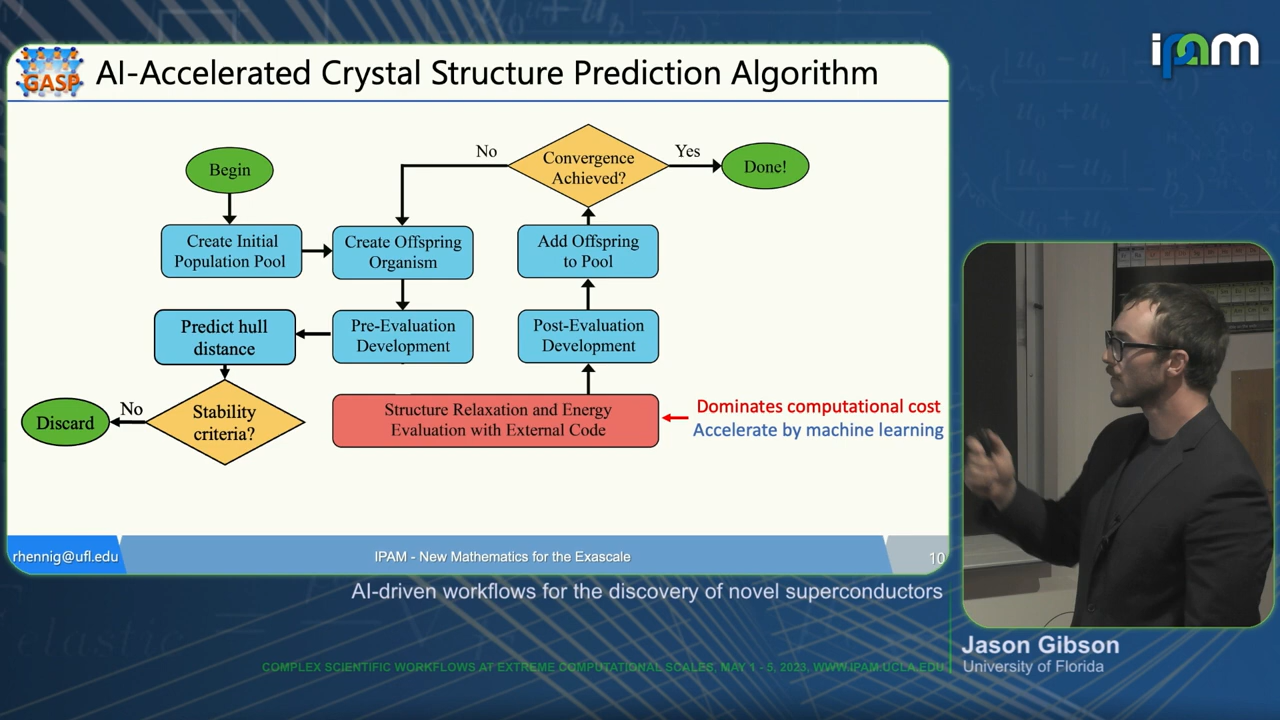 GASP
AI-Accelerated Crystal Structure Prediction Algorithm
ipam
Begin
No
Convergence
Achieved?
Yes
Done!
Create Initial
Population Pool
Create Offspring
Organism
Add Offspring
to Pool
Predict hull
distance
Pre-Evaluation
Development
Post-Evaluation
Development
Discard
No
Stability
criteria?
Structure Relaxation and Energy
Evaluation with External Code
Dominates computational cost
Accelerate by machine learning
rhennig@ufl.edu
IPAM - New Mathematics for the Exascale
10
AI-driven workflows for the discovery of novel superconductors
Jason Gibson
University of Florida
COMPLEX SCIENTIFIC WORKFLOWS AT EXTREME COMPUTATIONAL SCALES, MAY 1 - 5, 2023, WWW.IPAM.UCLA.EDU
elastic